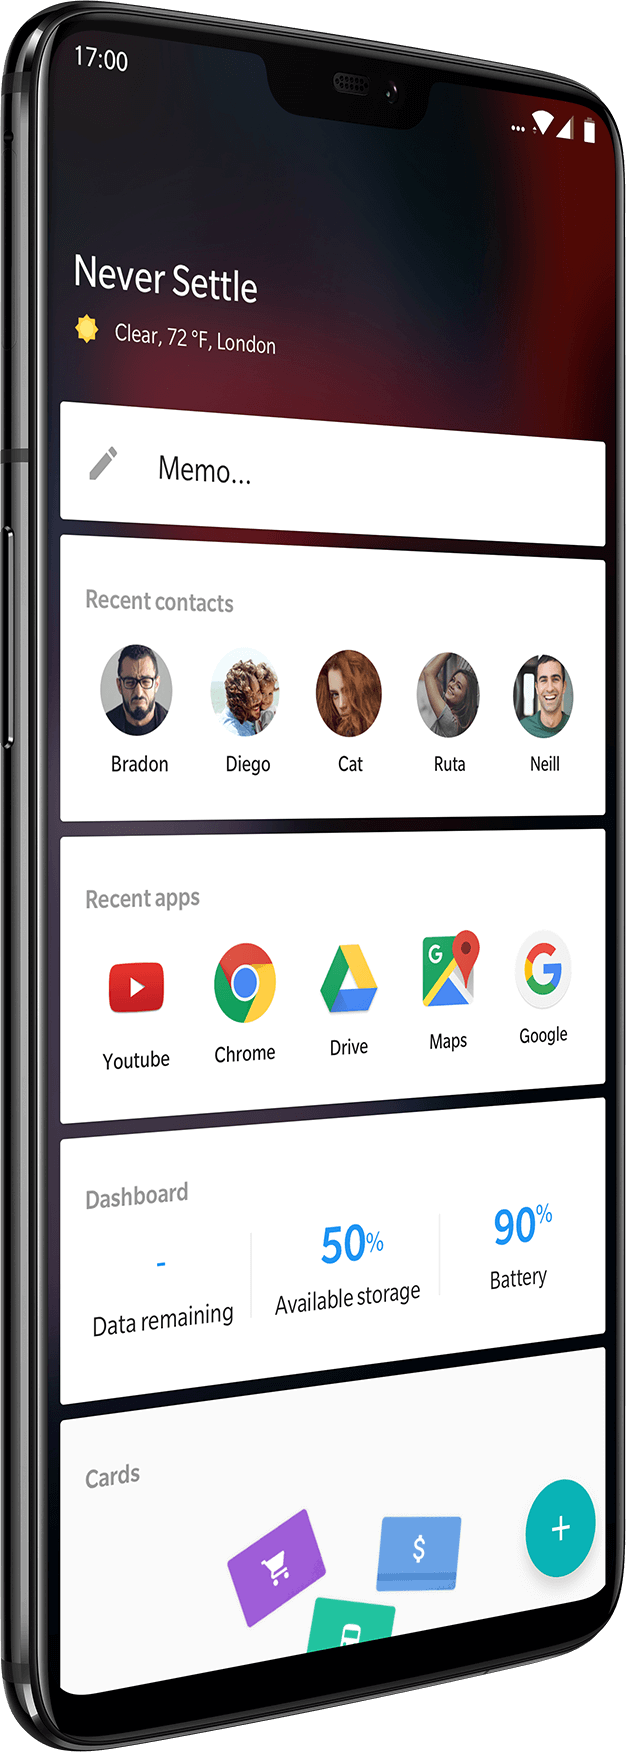 17:00
Never Settle
Clear, 72 °F, London
Memo...
Recent contacts
Bradon Diego Cat Ruta Neill
Recent apps
G G
Youtube Chrome Drive Maps Google
Dashboard
- 50% 90%
Data remaining Available storage Battery
Cards
$ +